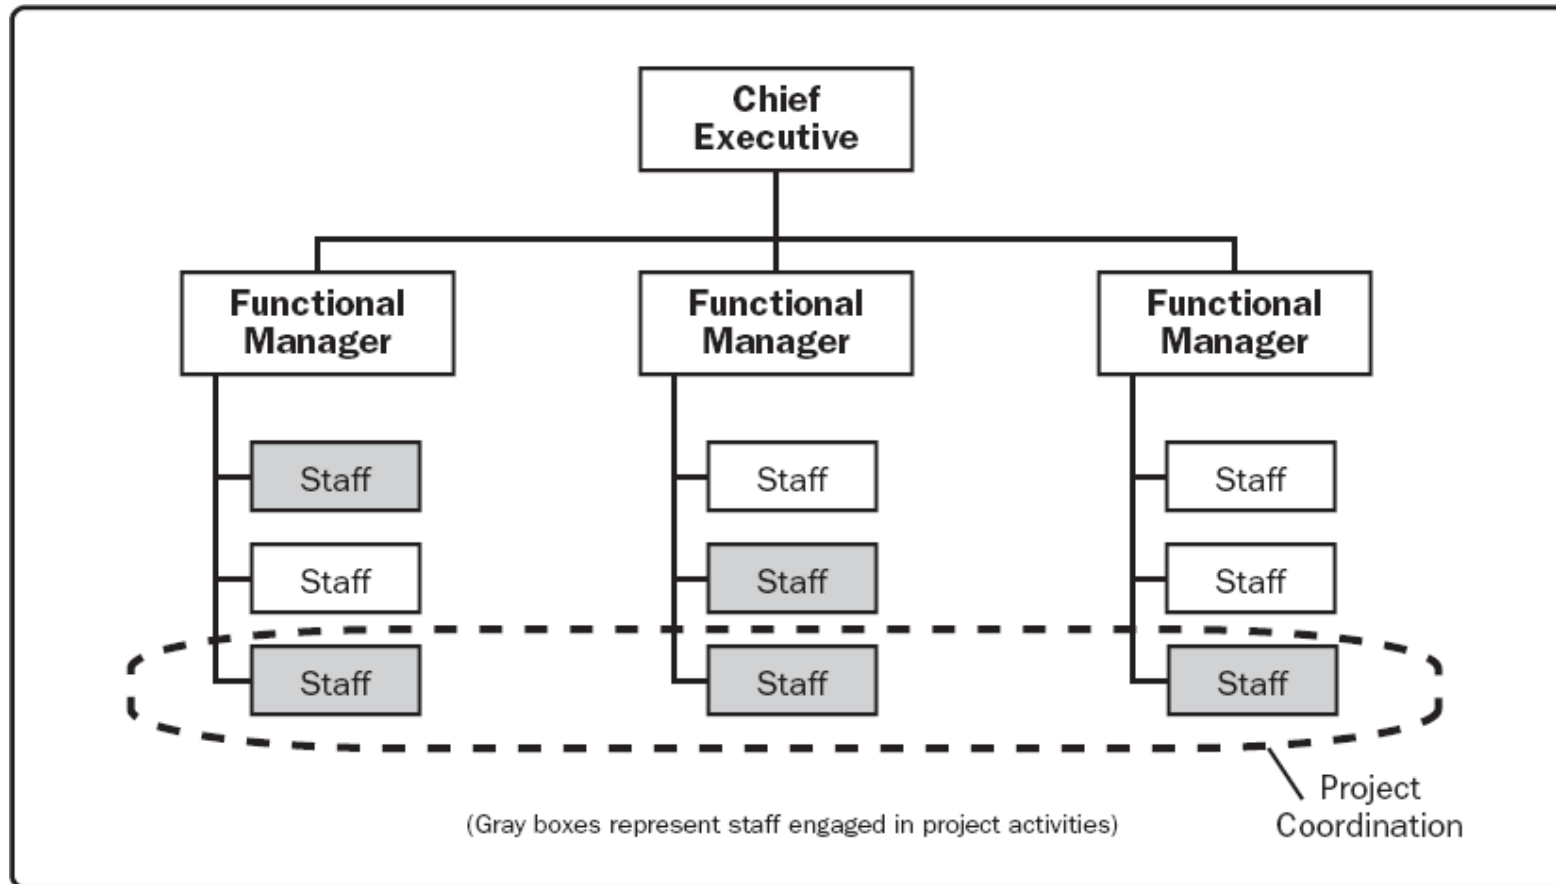 Chief
Executive
Functional
Manager
Functional
Manager
Functional
Manager
Staff
Staff
Staff
Staff
Staff
Staff
Staff
Staff
Staff
Project
Coordination
(Gray boxes represent staff engaged in project activities)